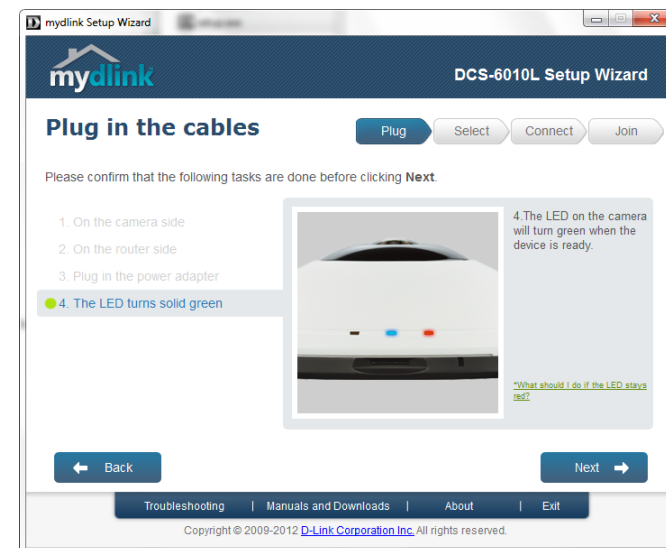 mydlink Setup Wizard
mydlink
DCS-6010L Setup Wizard
Plug in the cables
Plug
Select
Connect
Join
Please confirm that the following tasks are done before clicking Next.
1. On the camera side
2. On the router side
3. Plug in the power adapter
4. The LED turns solid green
4.The LED on the camera
will turn green when the
device is ready.
*What should I do if the LED stays
red?
Back
Next
Troubleshooting | Manuals and Downloads | About | Exit
Copyright © 2009-2012 D-Link Corporation Inc. All rights reserved.